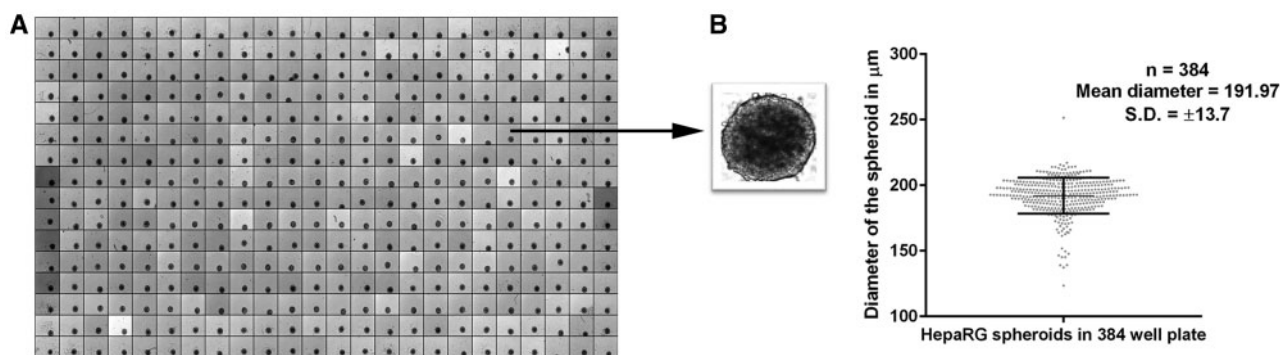 A
B
300
250
200
150
100
Diameter of the spheroid in μm
n = 384
Mean diameter = 191.97
S.D. = ±13.7
HepaRG spheroids in 384 well plate